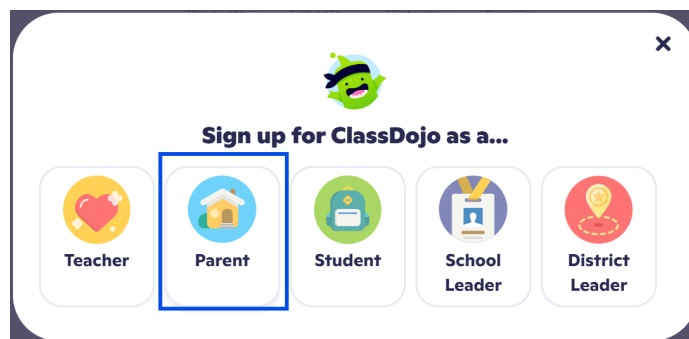 Sign up for ClassDojo as a...
Teacher
Parent
Student
School
Leader
District
Leader